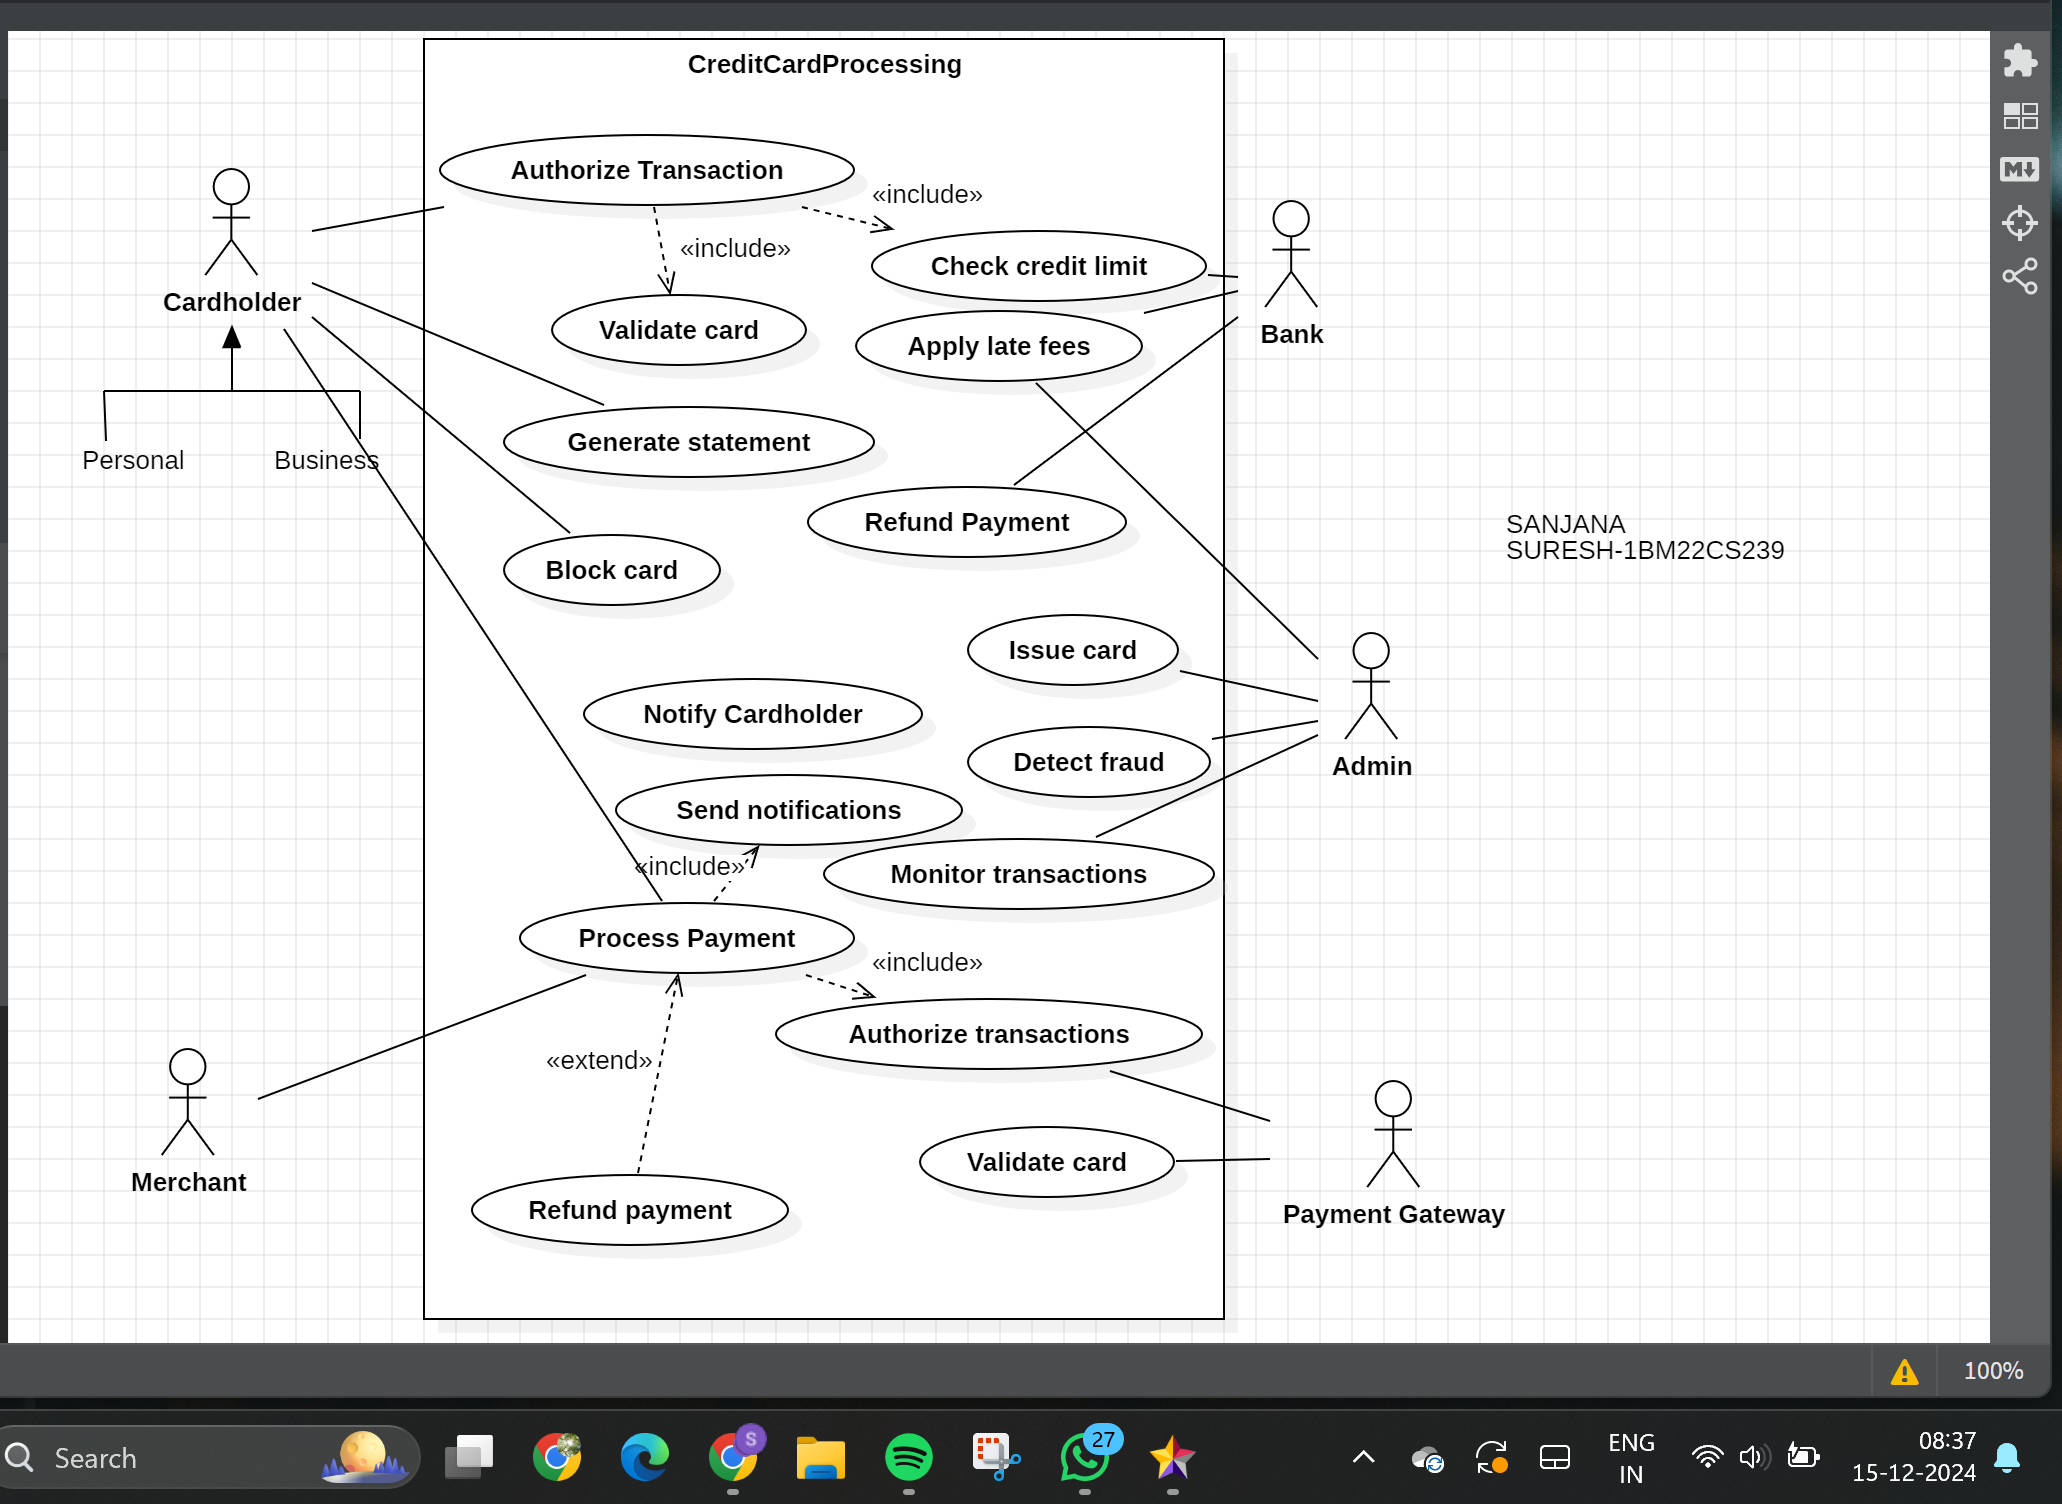 CreditCardProcessing
Authorize Transaction
«include»
«include»
Check credit limit
Cardholder
Validate card
Apply late fees
Bank
Personal
Business
Generate statement
Refund Payment
SANJANA
SURESH-1BM22CS239
Block card
Issue card
Notify Cardholder
Detect fraud
Admin
Send notifications
«include»
Monitor transactions
Process Payment
«include»
Authorize transactions
«extend»
Validate card
Merchant
Refund payment
Payment Gateway
M
100%
Search
S
27
ENG
IN
08:37
15-12-2024